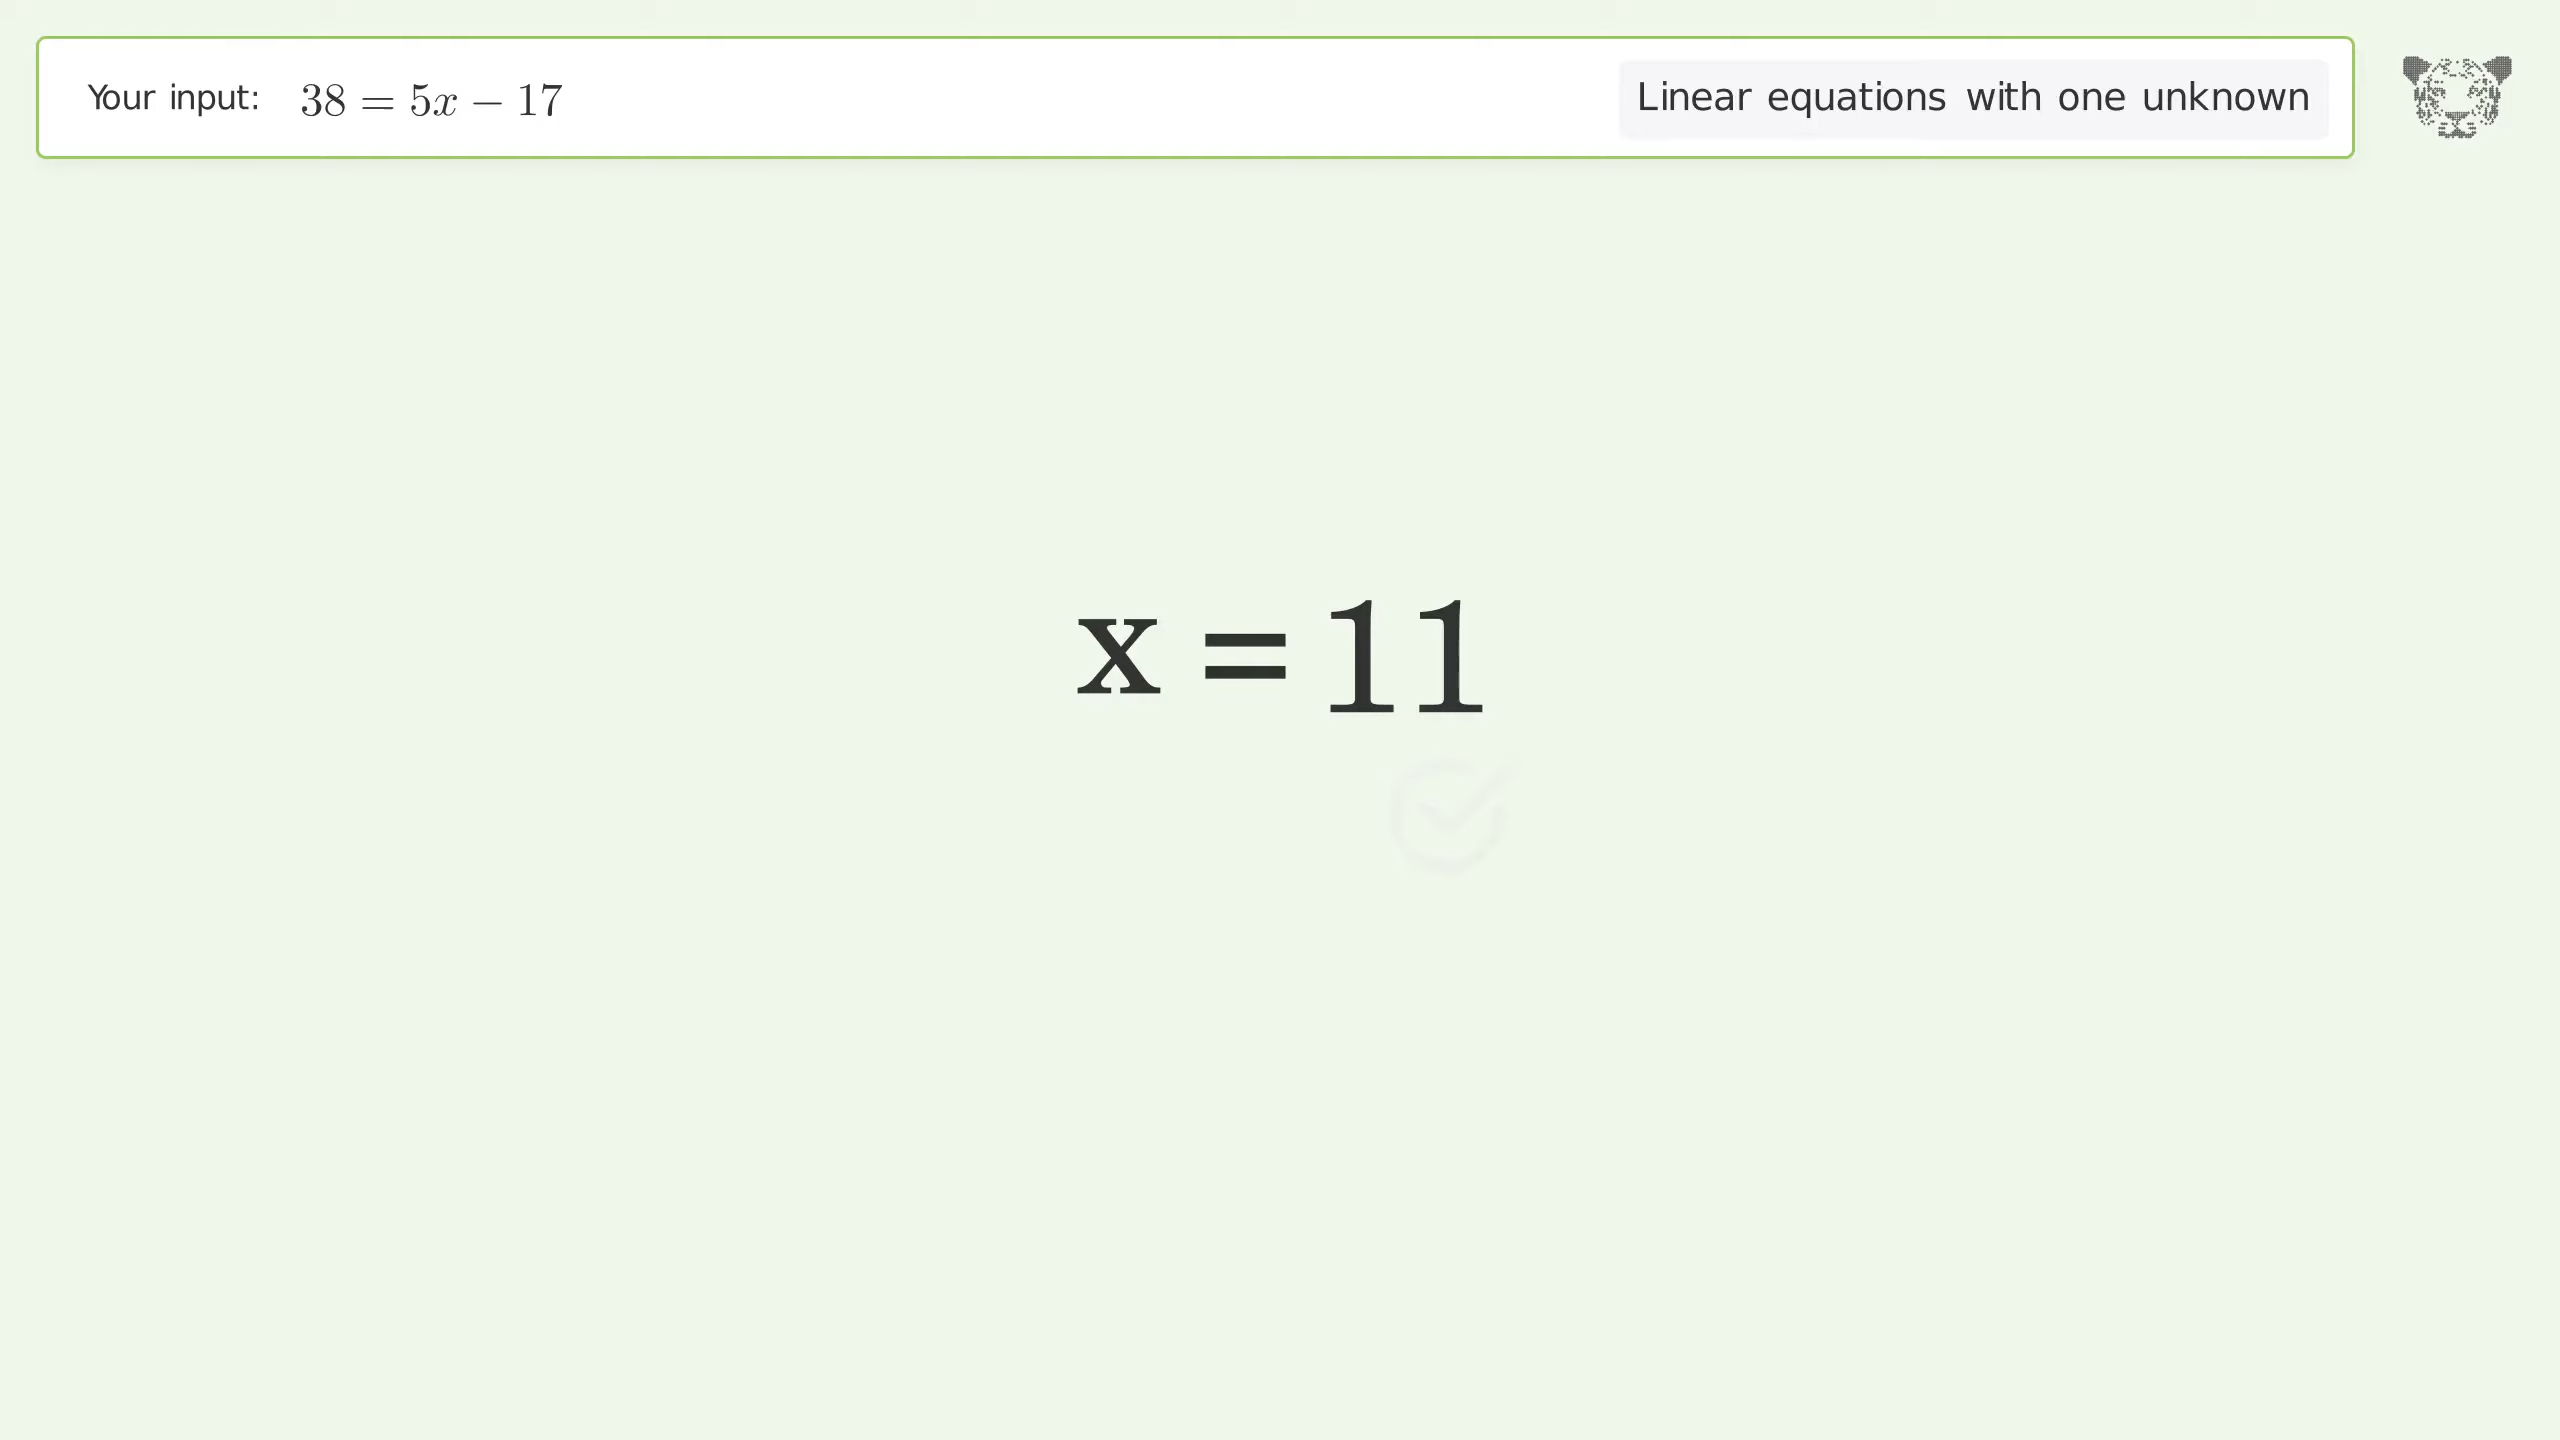 Your input: 38 = 5x − 17
Linear equations with one unknown
x = 11